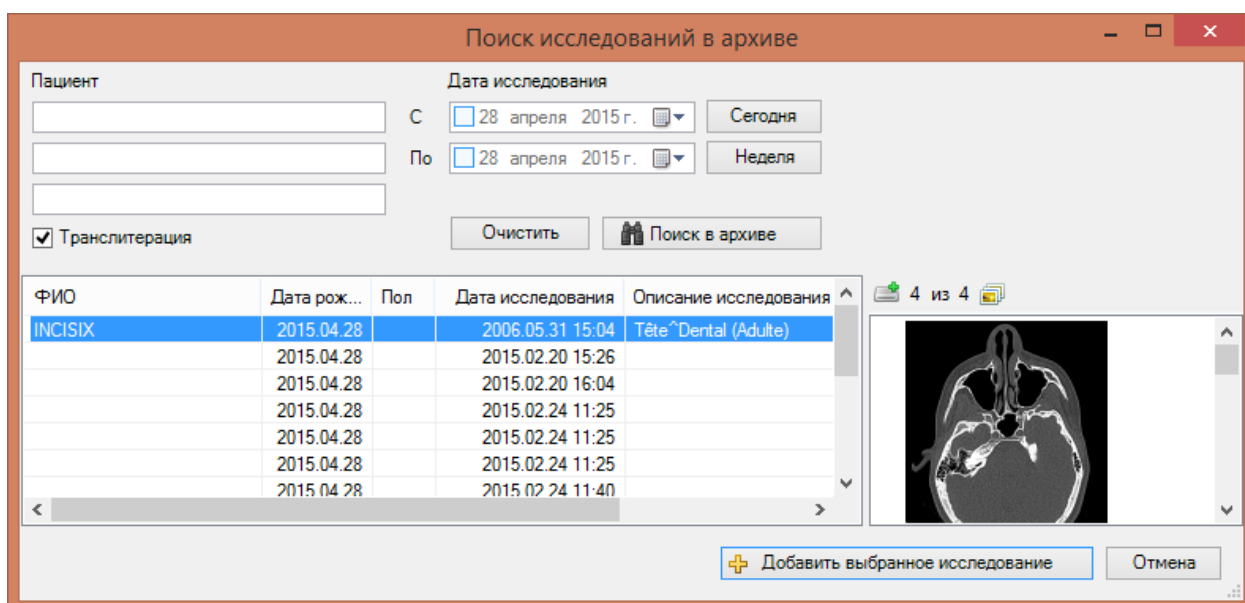 Поиск исследований в архиве
Пациент Дата исследования
С 28 апреля 2015 г. Сегодня
По 28 апреля 2015 г. Неделя
Транслитерация Очистить Поиск в архиве
ФИО Дата рож... Пол Дата исследования Описание исследования 4 из 4
INCISIX 2015.04.28 2006.05.31 15:04 Tête^Dental (Adulte)
2015.04.28 2015.02.20 15:26
2015.04.28 2015.02.20 16:04
2015.04.28 2015.02.24 11:25
2015.04.28 2015.02.24 11:25
2015.04.28 2015.02.24 11:25
2015.04.28 2015.02.24 11:40
Добавить выбранное исследование Отмена